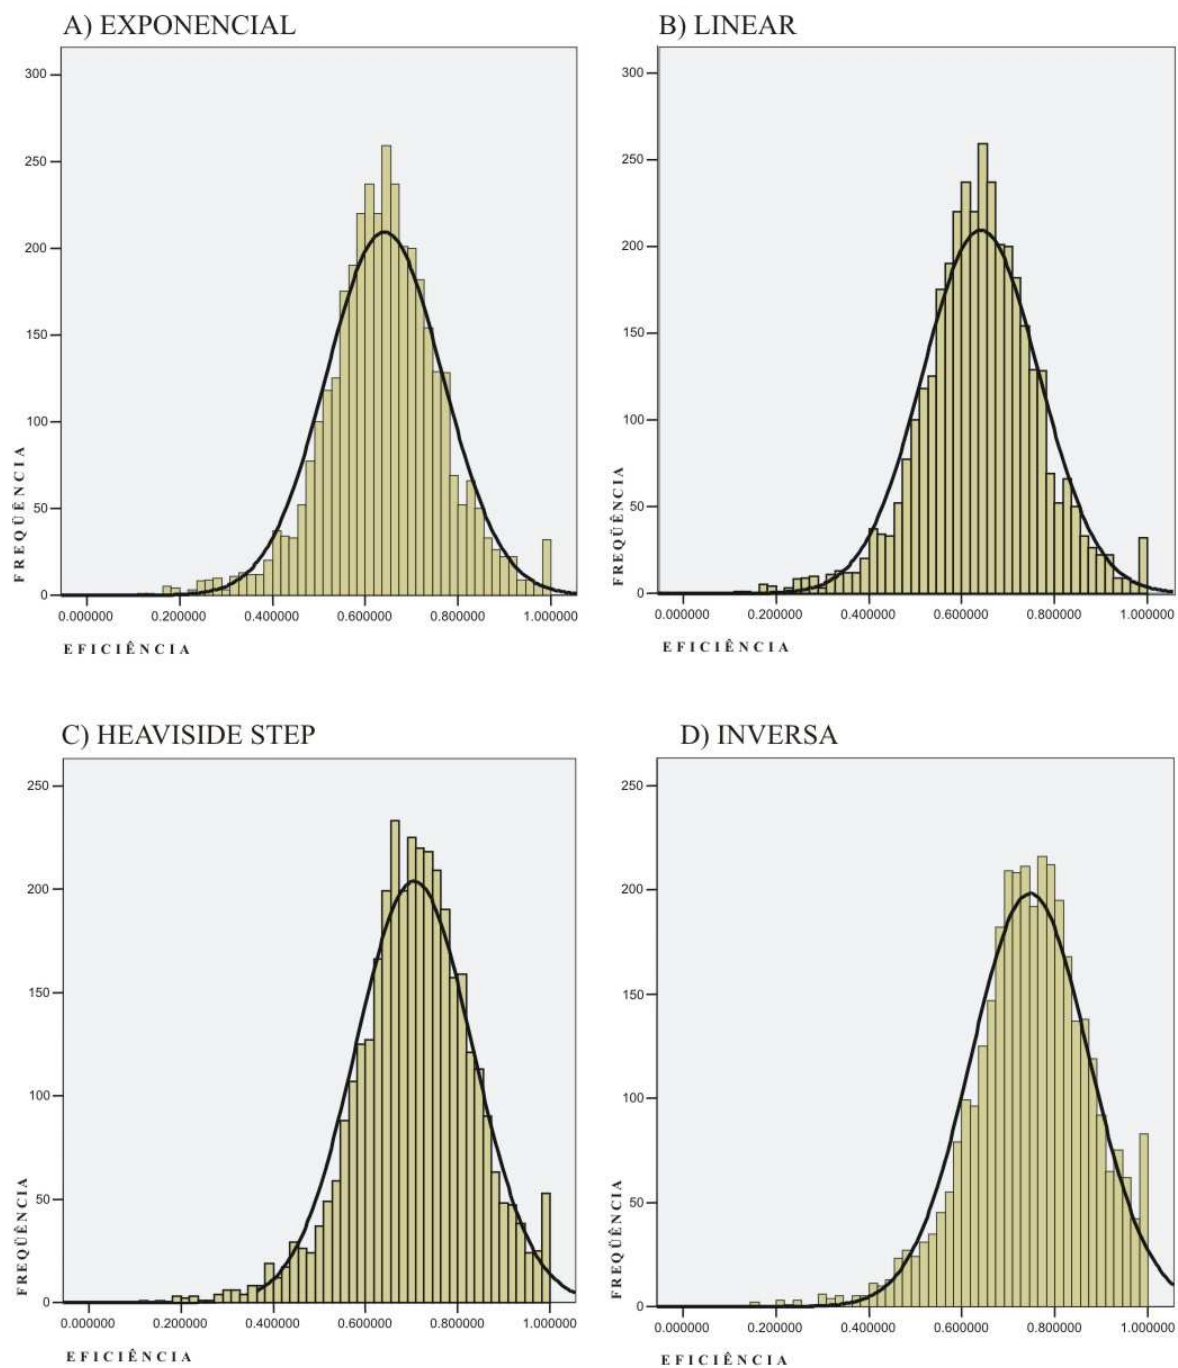 A) EXPONENCIAL
300
250
200
150
100
50
0
FREQÜÊNCIA
0.000000 0.200000 0.400000 0.600000 0.800000 1.000000
EFICIÊNCIA
B) LINEAR
300
250
200
150
100
50
0
FREQÜÊNCIA
0.000000 0.200000 0.400000 0.600000 0.800000 1.000000
EFICIÊNCIA
C) HEAVISIDE STEP
250
200
150
100
50
0
FREQÜÊNCIA
0.000000 0.200000 0.400000 0.600000 0.800000 1.000000
EFICIÊNCIA
D) INVERSA
250
200
150
100
50
0
FREQÜÊNCIA
0.000000 0.200000 0.400000 0.600000 0.800000 1.000000
EFICIÊNCIA